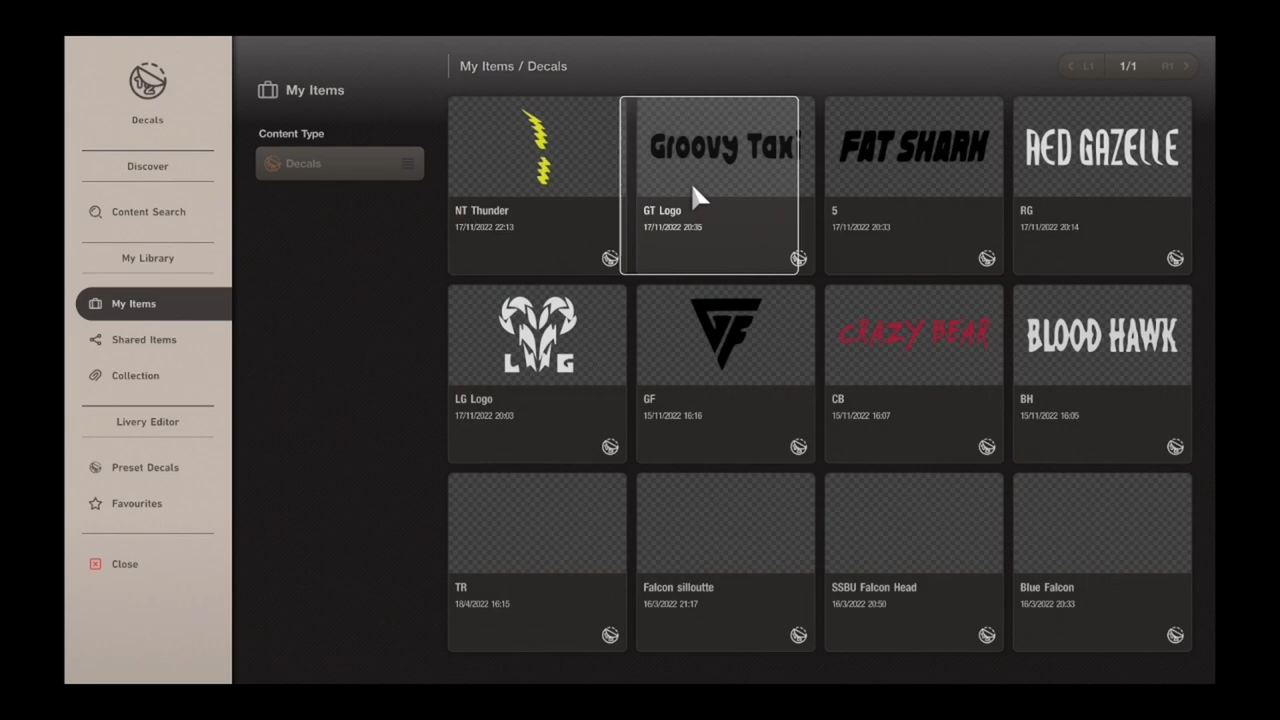 Decals
Discover
Content Search
My Library
My Items
Shared Items
Collection
Livery Editor
Preset Decals
Favourites
Close
My Items
Content Type
Decals
My Items / Decals
L1 1/1 R1
Groovy Taxi
FAT SHARK
RED GAZELLE
NT Thunder
17/11/2022 22:13
GT Logo
17/11/2022 20:35
5
17/11/2022 20:33
RG
17/11/2022 20:14
L G
GF
CRAZY BEAR
BLOOD HAWK
LG Logo
17/11/2022 20:03
GF
15/11/2022 16:16
CB
15/11/2022 16:07
BH
15/11/2022 16:05
TR
18/4/2022 16:15
Falcon silloutte
16/3/2022 21:17
SSBU Falcon Head
16/3/2022 20:50
Blue Falcon
16/3/2022 20:33